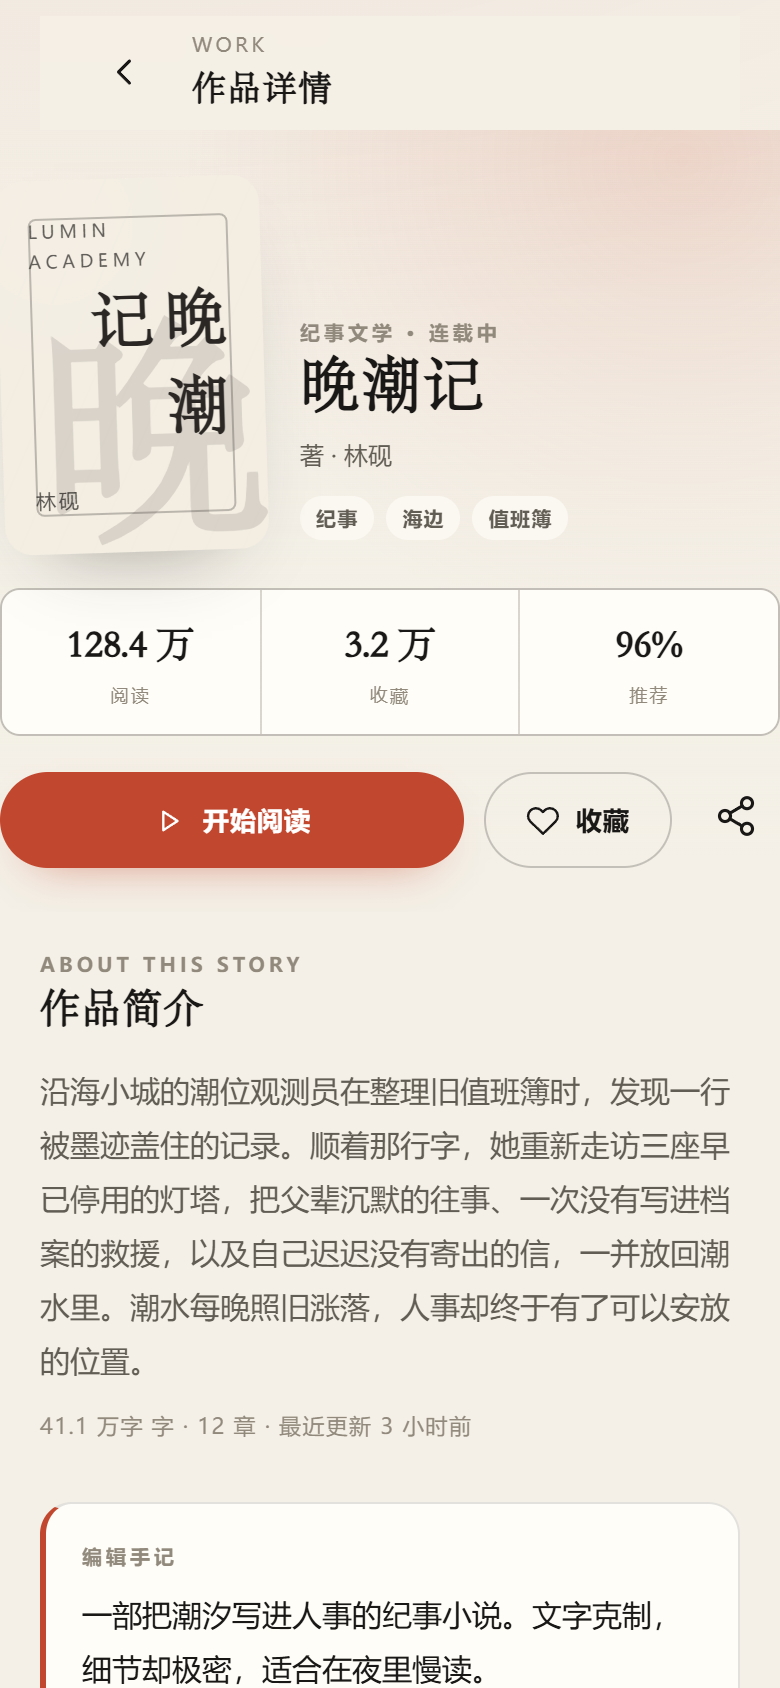 WORK
作品详情
LUMIN
ACADEMY
晚潮记
晚
林砚
纪事文学 • 连载中
晚潮记
著 · 林砚
纪事 海边 值班簿
128.4 万 3.2 万 96%
阅读 收藏 推荐
开始阅读 收藏
ABOUT THIS STORY
作品简介
沿海小城的潮位观测员在整理旧值班簿时，发现一行
被墨迹盖住的记录。顺着那行字，她重新走访三座早
已停用的灯塔，把父辈沉默的往事、一次没有写进档
案的救援，以及自己迟迟没有寄出的信，一并放回潮
水里。潮水每晚照旧涨落，人事却终于有了可以安放
的位置。
41.1 万字 字 · 12 章 · 最近更新 3 小时前
编辑手记
一部把潮汐写进人事的纪事小说。文字克制，
细节却极密，适合在夜里慢读。